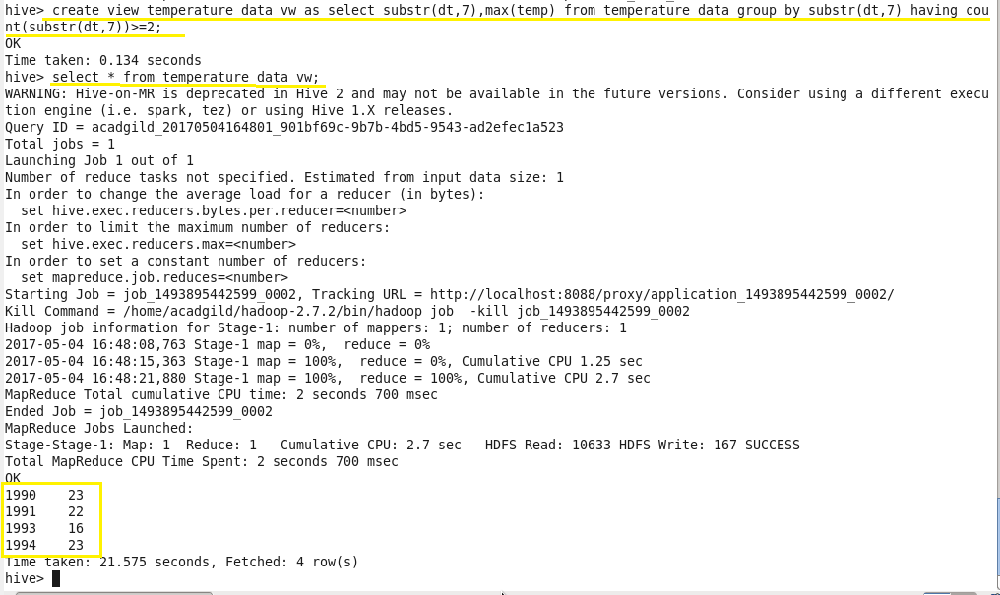 hive> create view temperature data vw as select substr(dt,7),max(temp) from temperature data group by substr(dt,7) having cou
nt(substr(dt,7))>=2;
OK
Time taken: 0.134 seconds
hive> select * from temperature data vw;
WARNING: Hive-on-MR is deprecated in Hive 2 and may not be available in the future versions. Consider using a different execu
tion engine (i.e. spark, tez) or using Hive 1.X releases.
Query ID = acadgild_20170504164801_901bf69c-9b7b-4bd5-9543-ad2efec1a523
Total jobs = 1
Launching Job 1 out of 1
Number of reduce tasks not specified. Estimated from input data size: 1
In order to change the average load for a reducer (in bytes):
  set hive.exec.reducers.bytes.per.reducer=<number>
In order to limit the maximum number of reducers:
  set hive.exec.reducers.max=<number>
In order to set a constant number of reducers:
  set mapreduce.job.reduces=<number>
Starting Job = job_1493895442599_0002, Tracking URL = http://localhost:8088/proxy/application_1493895442599_0002/
Kill Command = /home/acadgild/hadoop-2.7.2/bin/hadoop job  -kill job_1493895442599_0002
Hadoop job information for Stage-1: number of mappers: 1; number of reducers: 1
2017-05-04 16:48:08,763 Stage-1 map = 0%,  reduce = 0%
2017-05-04 16:48:15,363 Stage-1 map = 100%,  reduce = 0%, Cumulative CPU 1.25 sec
2017-05-04 16:48:21,880 Stage-1 map = 100%,  reduce = 100%, Cumulative CPU 2.7 sec
MapReduce Total cumulative CPU time: 2 seconds 700 msec
Ended Job = job_1493895442599_0002
MapReduce Jobs Launched:
Stage-Stage-1: Map: 1  Reduce: 1   Cumulative CPU: 2.7 sec   HDFS Read: 10633 HDFS Write: 167 SUCCESS
Total MapReduce CPU Time Spent: 2 seconds 700 msec
OK
1990    23
1991    22
1993    16
1994    23
Time taken: 21.575 seconds, Fetched: 4 row(s)
hive>